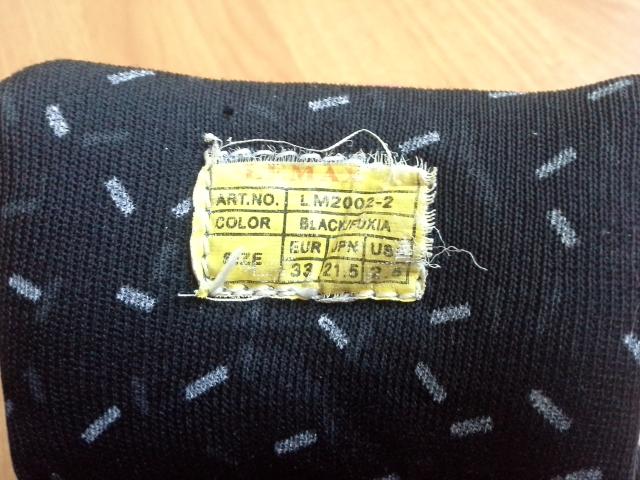 ART.NO. LM2002-2
COLOR BLACK/FUXIA
SIZE EUR JPN US
33 21.5